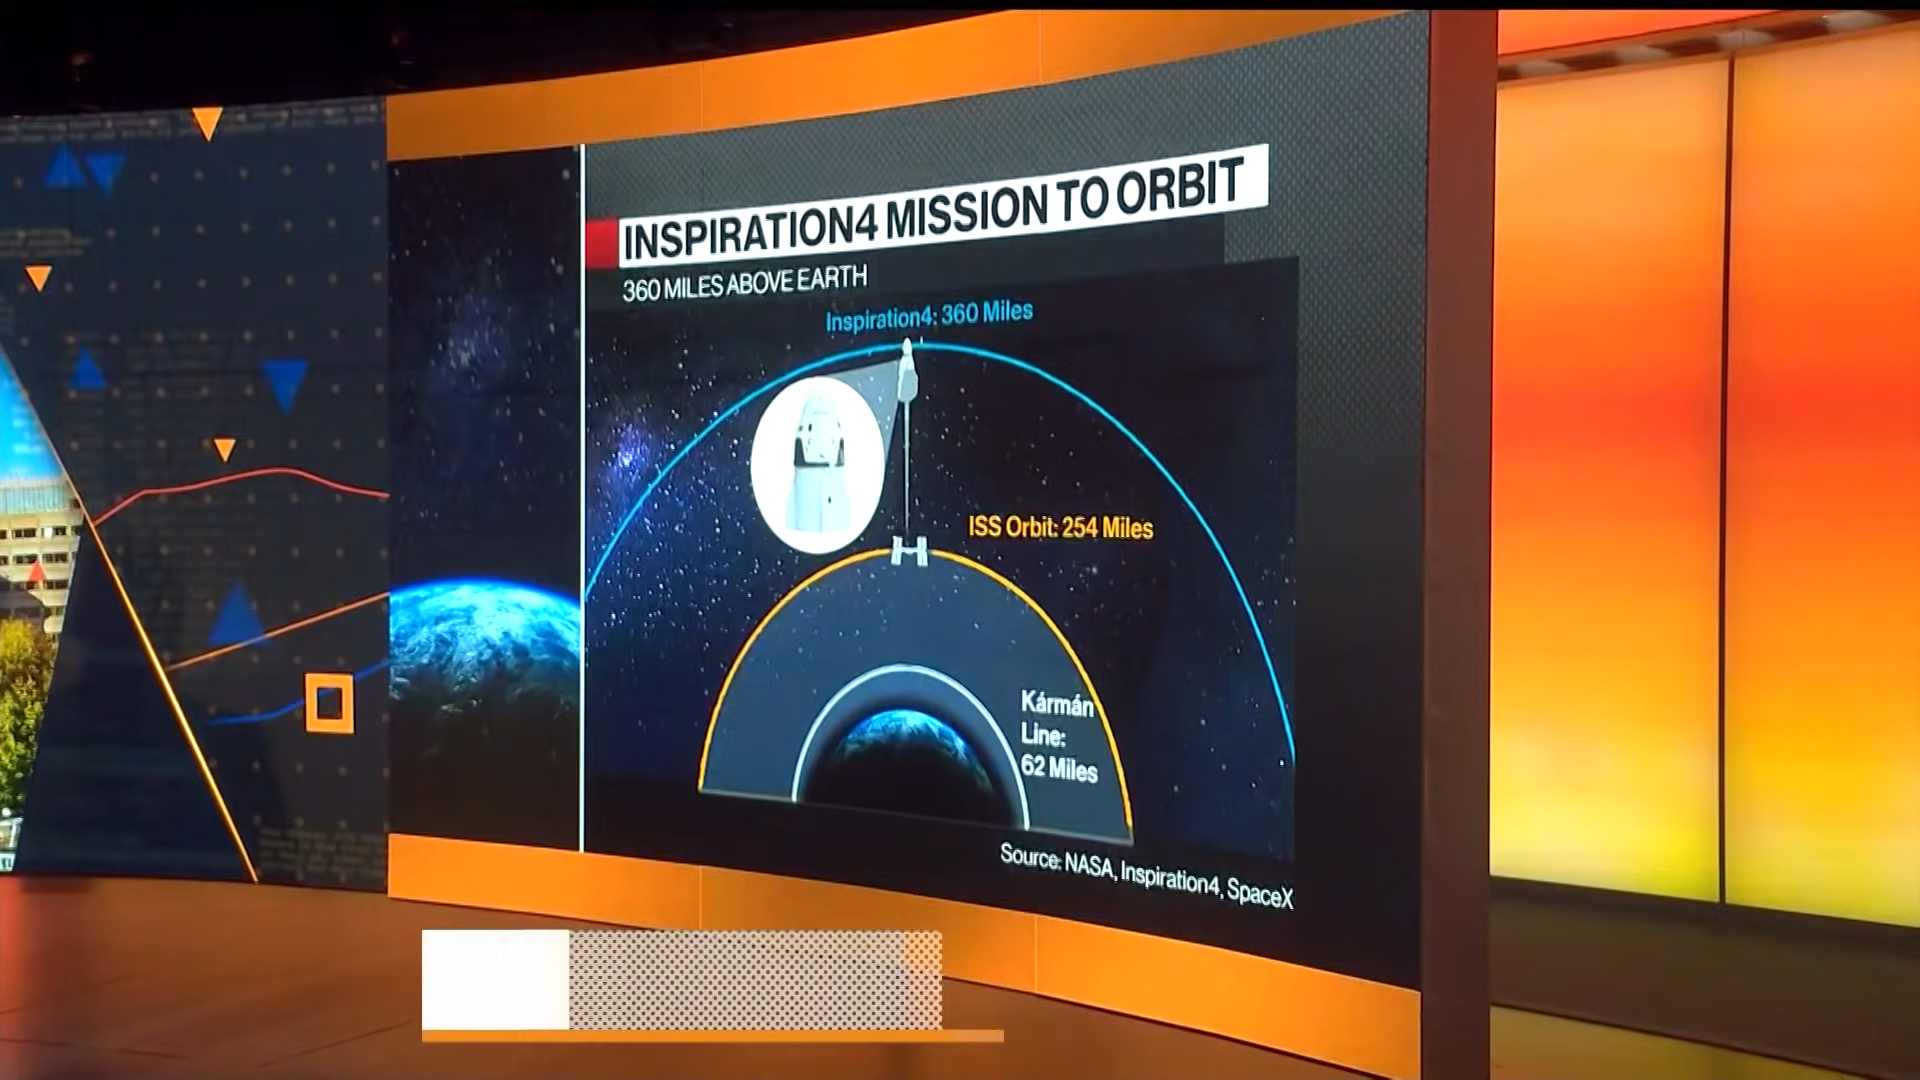 INSPIRATION4 MISSION TO ORBIT
360 MILES ABOVE EARTH
Inspiration4: 360 Miles
ISS Orbit: 254 Miles
Kármán
Line:
62 Miles
Source: NASA, Inspiration4, SpaceX